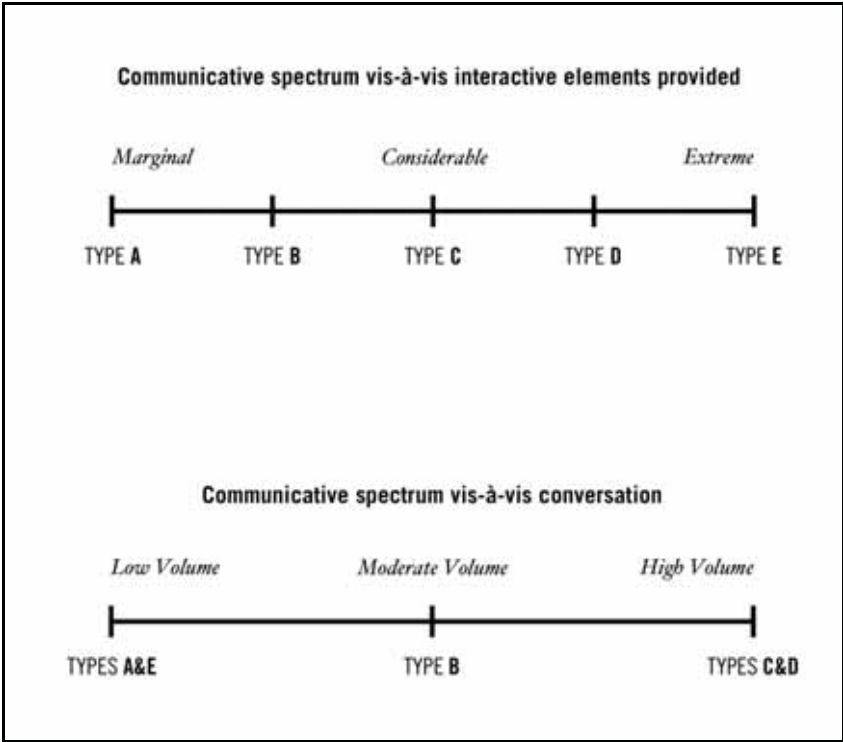 Communicative spectrum vis-à-vis interactive elements provided
Marginal Considerable Extreme
TYPE A TYPE B TYPE C TYPE D TYPE E
Communicative spectrum vis-à-vis conversation
Low Volume Moderate Volume High Volume
TYPES A&E TYPE B TYPES C&D